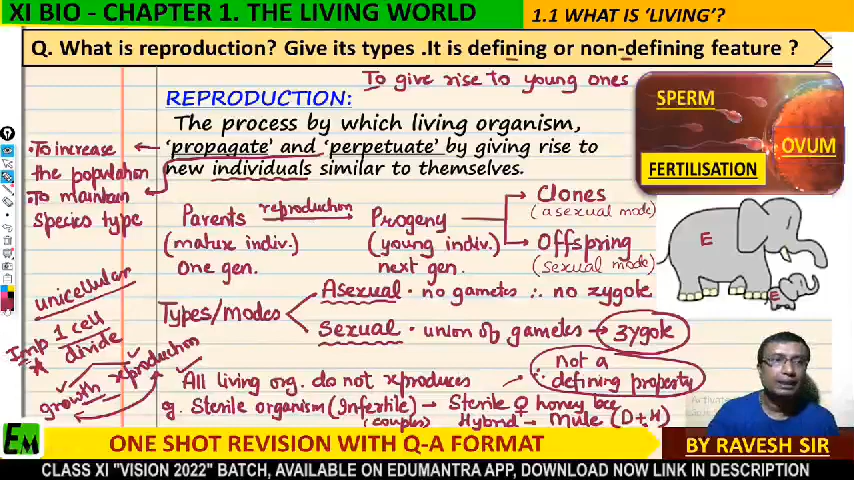 XI BIO - CHAPTER 1. THE LIVING WORLD
1.1 WHAT IS 'LIVING'?
Q. What is reproduction? Give its types .It is defining or non-defining feature ?
To give rise to young ones
REPRODUCTION:
The process by which living organism,
'propagate' and 'perpetuate' by giving rise to
new individuals similar to themselves.
• To increase
the population
• To maintain
Species type
SPERM
OVUM
FERTILISATION
Parents reproduction Progeny
(mature indiv.) (young indiv.)
One gen. next gen.
Clones
(asexual mode)
Offspring
(sexual mode)
E
E
Types/Modes
Asexual • no gametes ∴ no zygote
Sexual • union of gametes → zygote
unicellular
Imp 1 cell
* divide
growth reproduction
All living org. do not reproduces
not a
∴ defining property
eg. Sterile organism (Infertile) → Sterile ♀ honey bee
(couples) Hybrid → Mule (D+H)
Em
ONE SHOT REVISION WITH Q-A FORMAT
BY RAVESH SIR
CLASS XI "VISION 2022" BATCH, AVAILABLE ON EDUMANTRA APP, DOWNLOAD NOW LINK IN DESCRIPTION